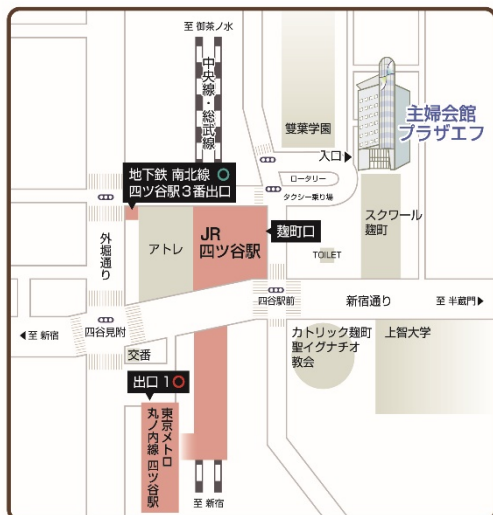 至 御茶ノ水
中央線・総武線
雙葉学園
主婦会館
プラザエフ
入口▶
地下鉄 南北線
四ツ谷駅3番出口
ロータリー
タクシー乗り場
スクワール
麹町
外堀通り
アトレ
JR
四ツ谷駅
麹町口
TOILET
四谷駅前
新宿通り
至 半蔵門▶
◀至 新宿
四谷見附
交番
カトリック麹町
聖イグナチオ
教会
上智大学
出口 1
東京メトロ
丸ノ内線 四ツ谷駅
至 新宿